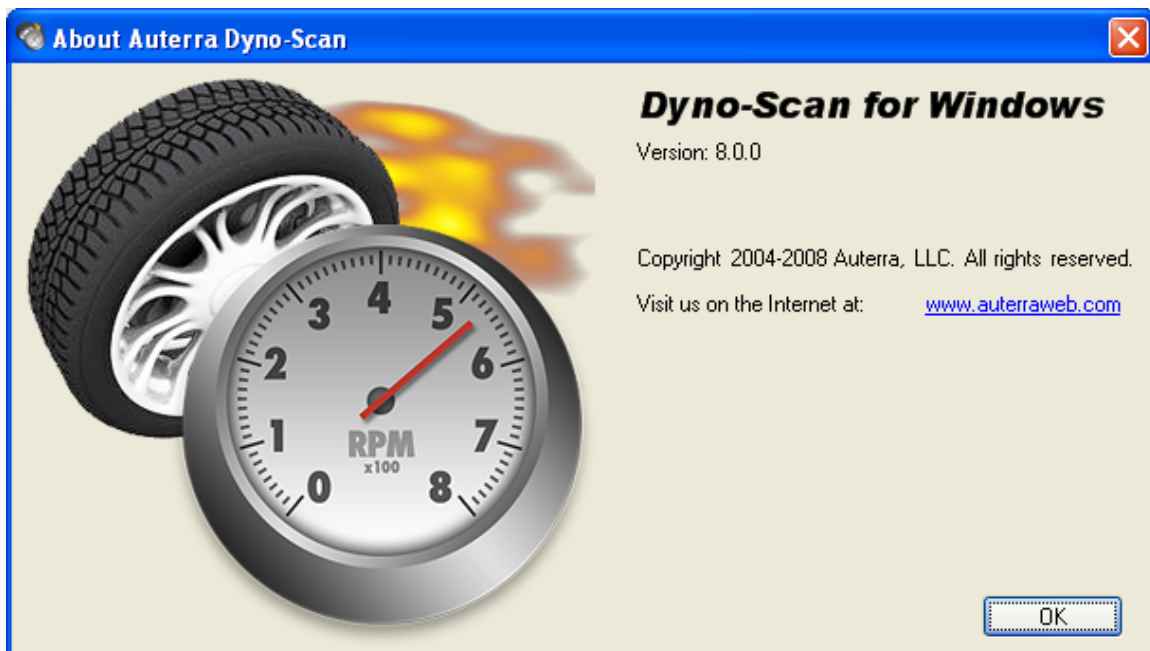 About Auterra Dyno-Scan
Dyno-Scan for Windows
Version: 8.0.0
Copyright 2004-2008 Auterra, LLC. All rights reserved.
Visit us on the Internet at: www.auterraweb.com
0
1
2
3
4
5
6
7
8
RPM
x100
OK